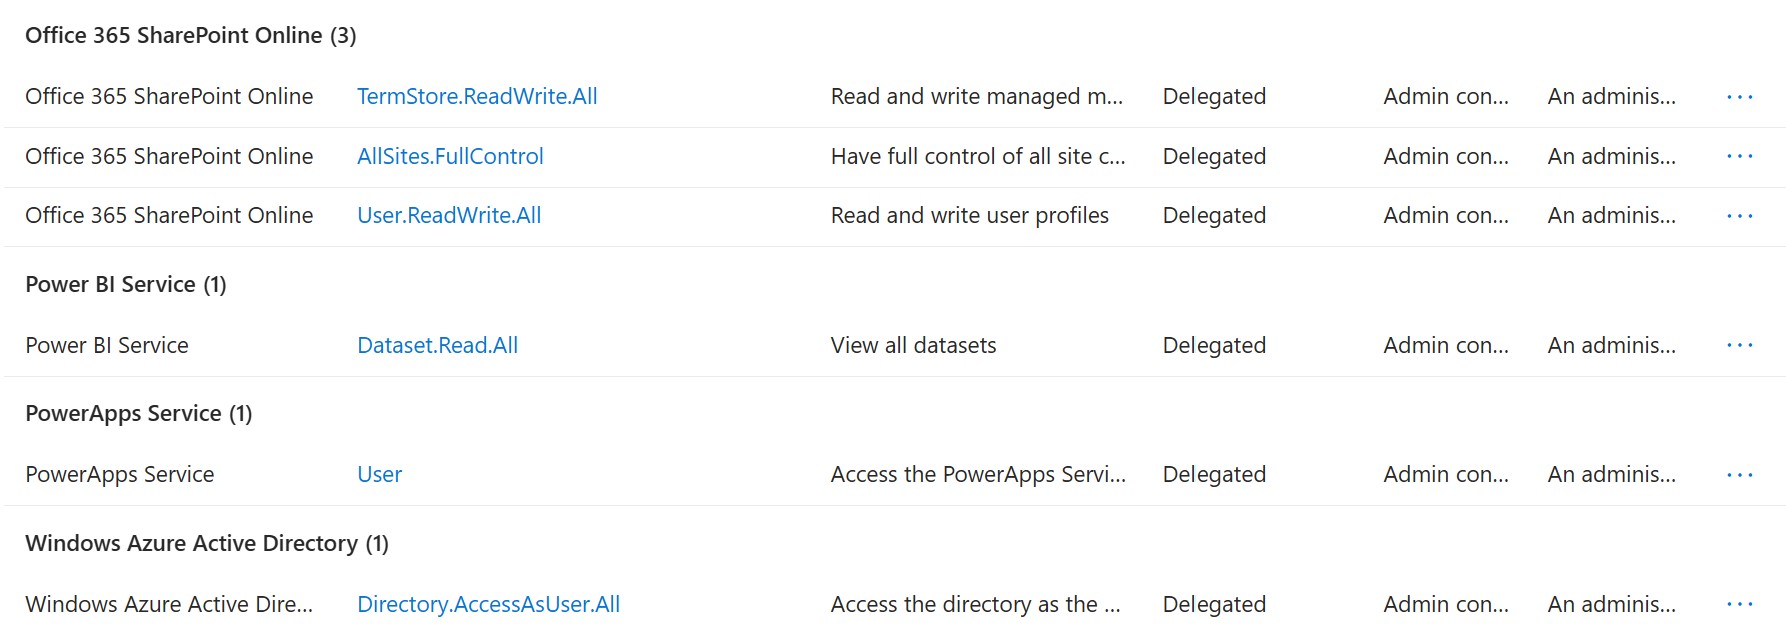 Office 365 SharePoint Online (3)
Office 365 SharePoint Online TermStore.ReadWrite.All Read and write managed m... Delegated Admin con... An adminis... ...
Office 365 SharePoint Online AllSites.FullControl Have full control of all site c... Delegated Admin con... An adminis... ...
Office 365 SharePoint Online User.ReadWrite.All Read and write user profiles Delegated Admin con... An adminis... ...
Power BI Service (1)
Power BI Service Dataset.Read.All View all datasets Delegated Admin con... An adminis... ...
PowerApps Service (1)
PowerApps Service User Access the PowerApps Servi... Delegated Admin con... An adminis... ...
Windows Azure Active Directory (1)
Windows Azure Active Dire... Directory.AccessAsUser.All Access the directory as the ... Delegated Admin con... An adminis... ...